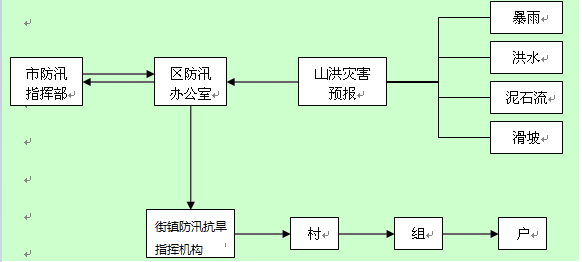 暴雨
洪水
泥石流
滑坡
市防汛
指挥部
区防汛
办公室
山洪灾害
预报
街镇防汛抗旱
指挥机构
村
组
户